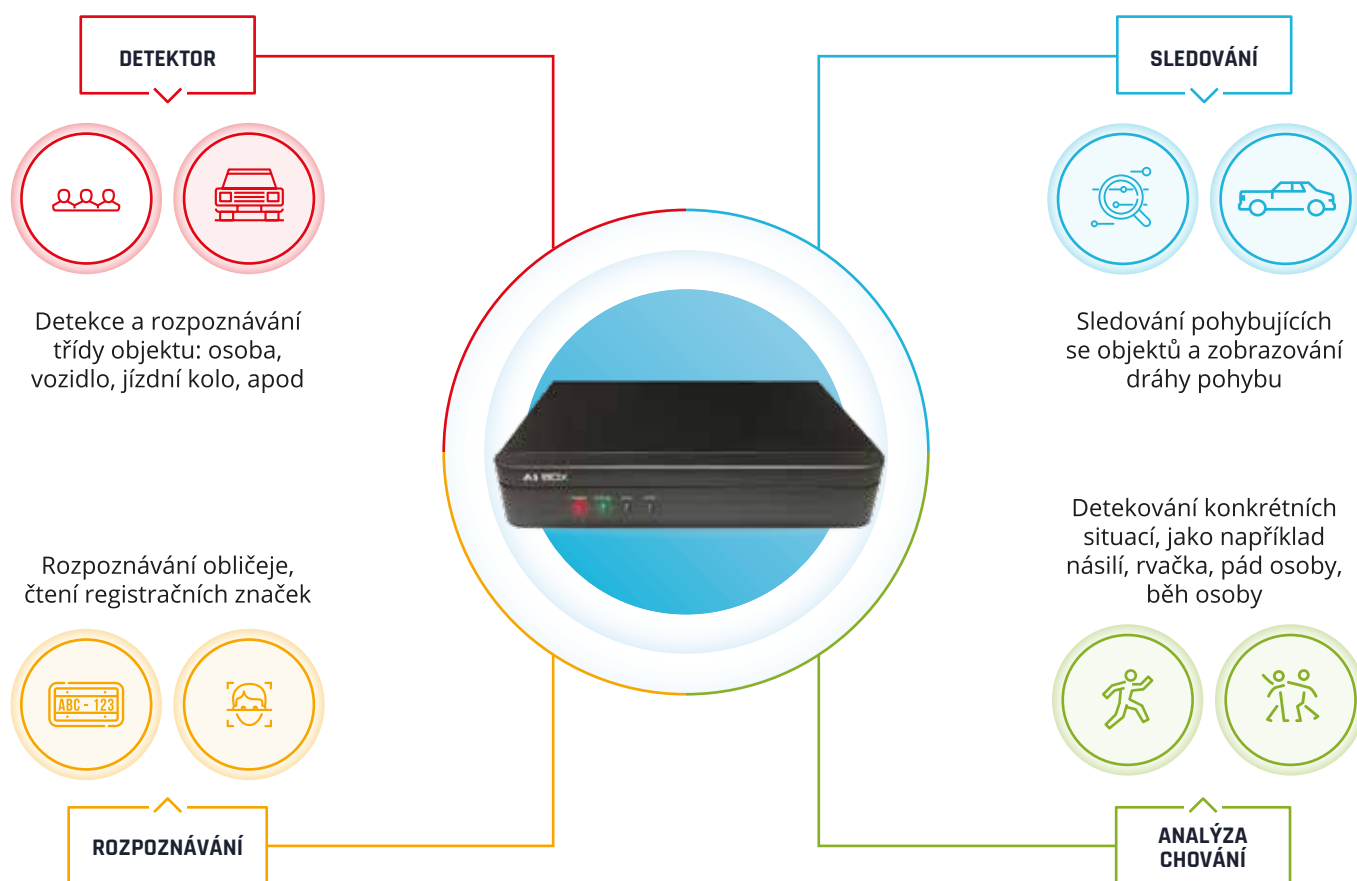 DETEKTOR
Detekce a rozpoznávání
třídy objektu: osoba,
vozidlo, jízdní kolo, apod
SLEDOVÁNÍ
Sledování pohybujících
se objektů a zobrazování
dráhy pohybu
AI BOX
Rozpoznávání obličeje,
čtení registračních značek
ABC - 123
ROZPOZNÁVÁNÍ
Detekování konkrétních
situací, jako například
násilí, rvačka, pád osoby,
běh osoby
ANALÝZA
CHOVÁNÍ